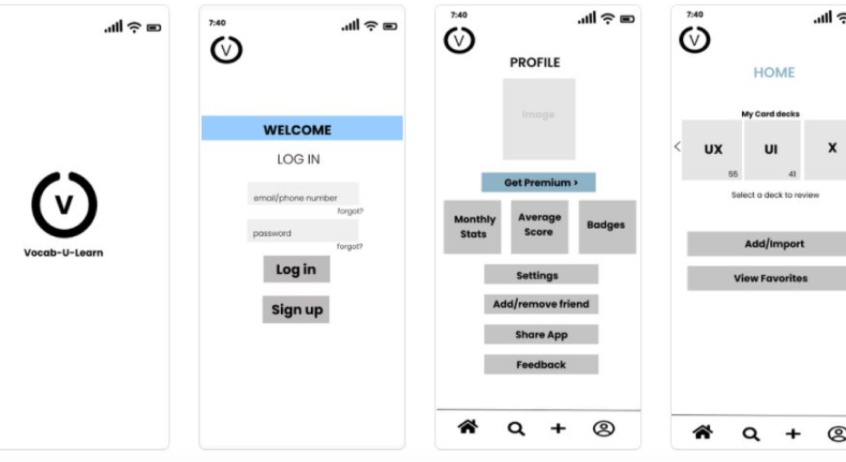 V
Vocab-U-Learn
7:40
V
WELCOME
LOG IN
email/phone number
forgot?
password
forgot?
Log in
Sign up
7:40
V
PROFILE
Image
Get Premium >
Monthly Stats
Average Score
Badges
Settings
Add/remove friend
Share App
Feedback
7:40
V
HOME
My Card decks
< UX UI X
55 41
Select a deck to review
Add/Import
View Favorites